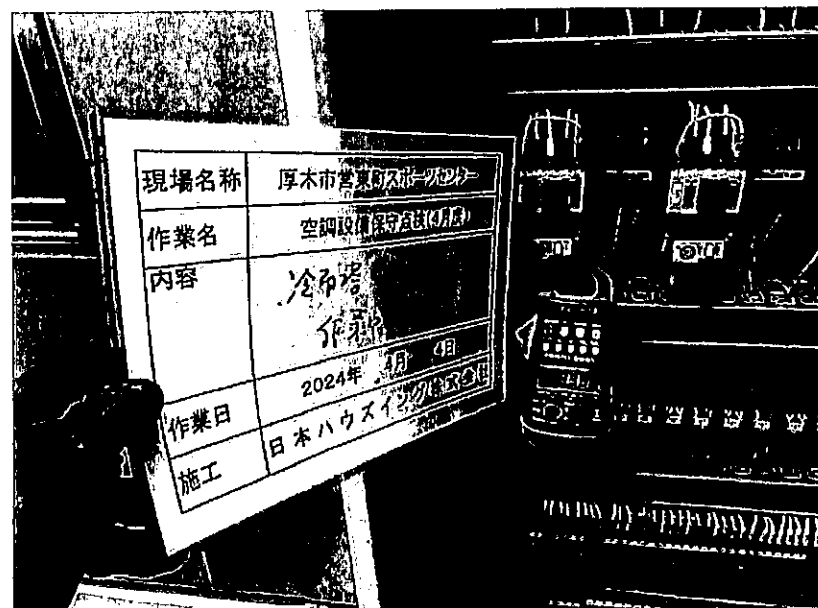 現場名称 厚木市営東町スポーツセンター
作業名 空調設備保守点検(4月度)
内容 冷却塔
作業
作業日 2024年 4月 4日
施工 日本ハウズイング株式会社